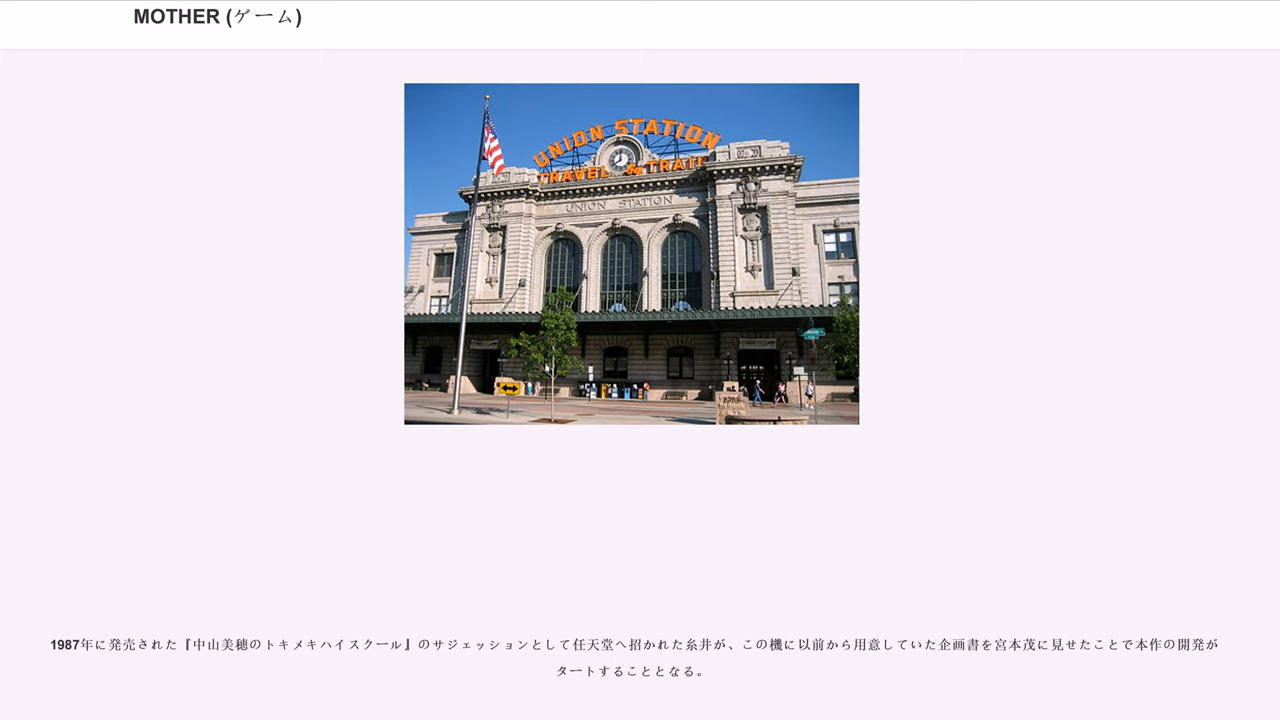 MOTHER (ゲーム)
UNION STATION
TRAVEL by TRAIN
UNION STATION
1987年に発売された『中山美穂のトキメキハイスクール』のサジェッションとして任天堂へ招かれた糸井が、この機に以前から用意していた企画書を宮本茂に見せたことで本作の開発が
タートすることとなる。